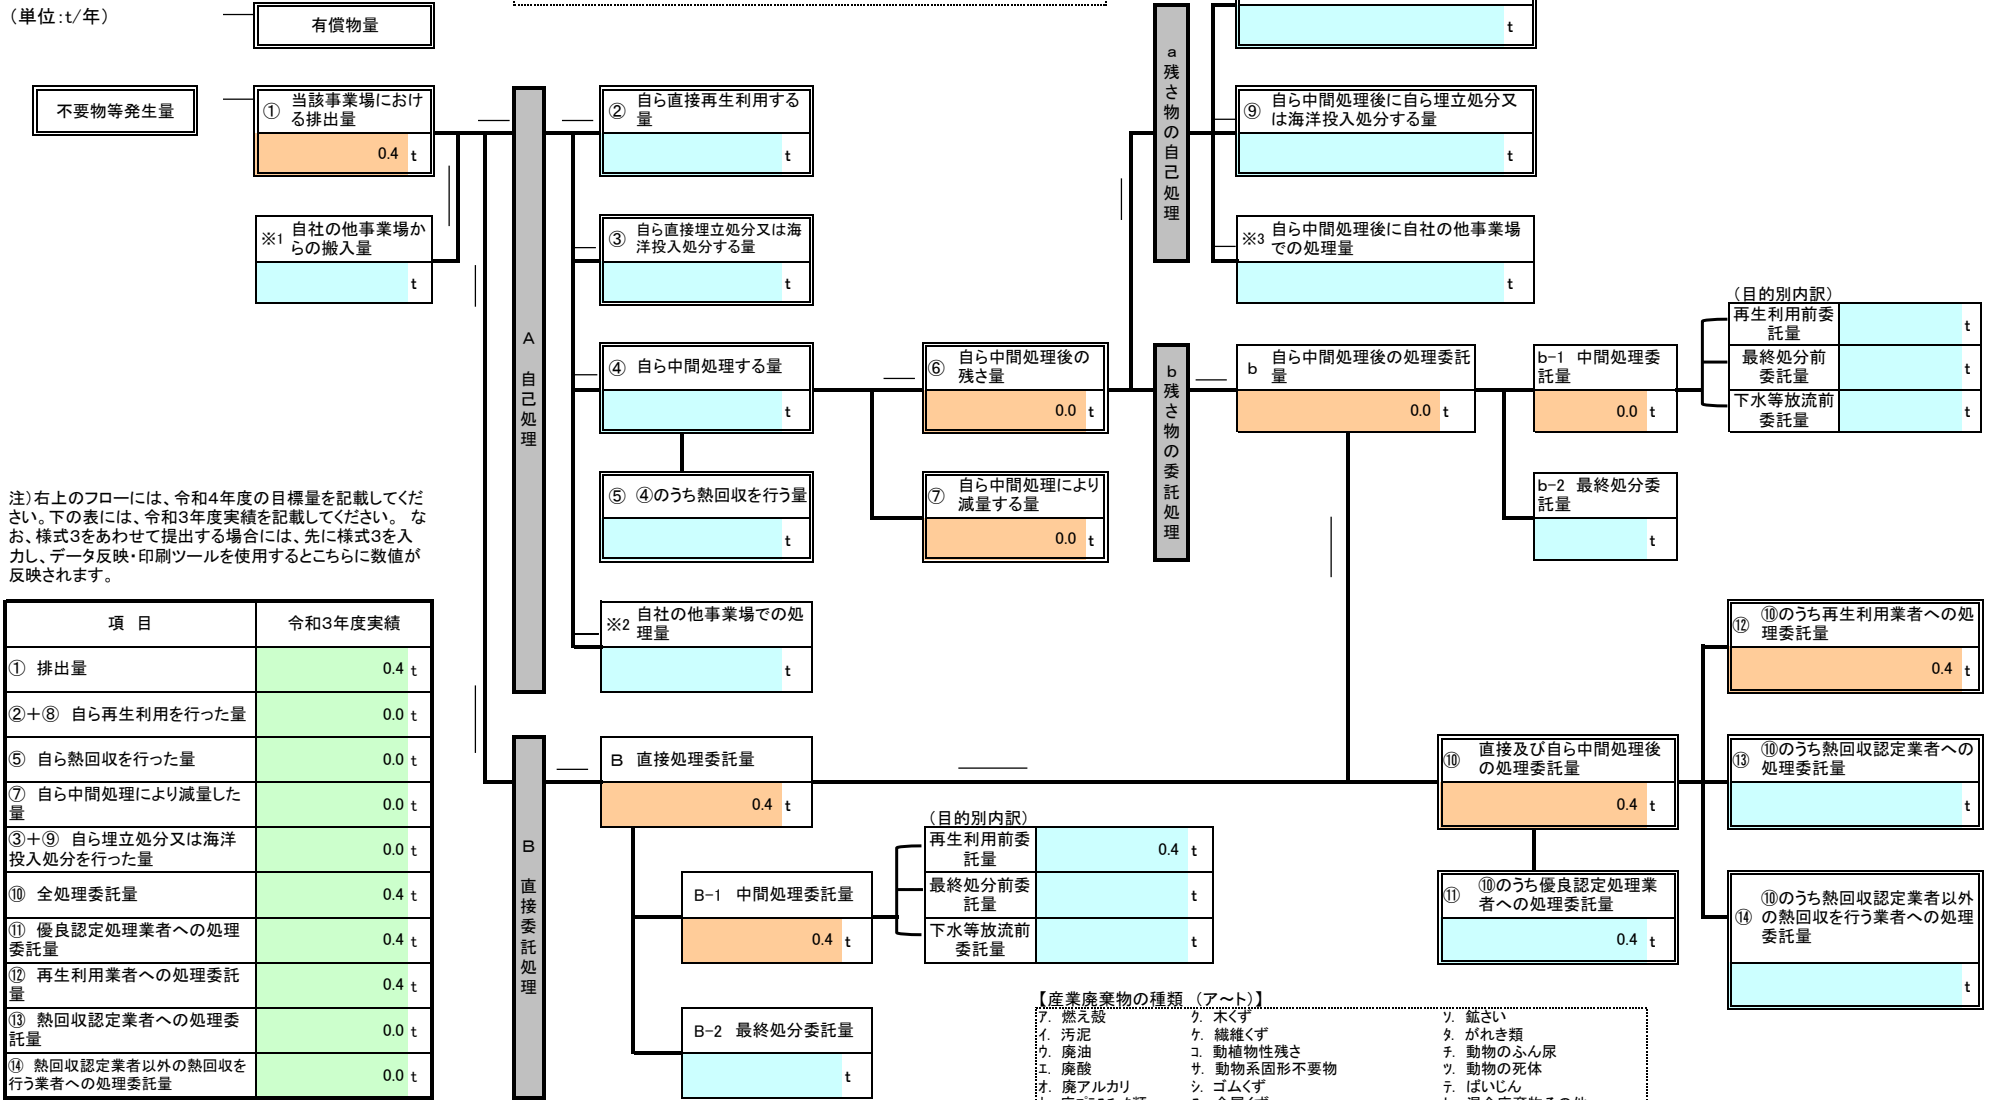 （単位：t/年）
有償物量
t
不要物等発生量
① 当該事業場におけ
る排出量
0.4 t
※1 自社の他事業場か
らの搬入量
t
A 自己処理
② 自ら直接再生利用する
量
t
③ 自ら直接埋立処分又は海
洋投入処分する量
t
④ 自ら中間処理する量
t
⑤ ④のうち熱回収を行う量
t
※2 自社の他事業場での処
理量
t
⑥ 自ら中間処理後の
残さ量
0.0 t
⑦ 自ら中間処理により
減量する量
0.0 t
a 残さ物の自己処理
⑨ 自ら中間処理後に自ら埋立処分又
は海洋投入処分する量
t
※3 自ら中間処理後に自社の他事業場
での処理量
t
b 残さ物の委託処理
b 自ら中間処理後の処理委託
量
0.0 t
b-1 中間処理委
託量
0.0 t
b-2 最終処分委
託量
t
（目的別内訳）
再生利用前委
託量
t
最終処分前
委託量
t
下水等放流前
委託量
t
注）右上のフローには、令和4年度の目標量を記載してくだ
さい。下の表には、令和3年度実績を記載してください。 な
お、様式3をあわせて提出する場合には、先に様式3を入
力し、データ反映・印刷ツールを使用するとこちらに数値が
反映されます。
項 目 令和3年度実績
① 排出量 0.4 t
②＋⑧ 自ら再生利用を行った量 0.0 t
⑤ 自ら熱回収を行った量 0.0 t
⑦ 自ら中間処理により減量した
量 0.0 t
③＋⑨ 自ら埋立処分又は海洋
投入処分を行った量 0.0 t
⑩ 全処理委託量 0.4 t
⑪ 優良認定処理業者への処理
委託量 0.4 t
⑫ 再生利用業者への処理委託
量 0.4 t
⑬ 熱回収認定業者への処理委
託量 0.0 t
⑭ 熱回収認定業者以外の熱回収を
行う業者への処理委託量 0.0 t
B 直接委託処理
B 直接処理委託量
0.4 t
B-1 中間処理委託量
0.4 t
B-2 最終処分委託量
t
（目的別内訳）
再生利用前委
託量
0.4 t
最終処分前委
託量
t
下水等放流前
委託量
t
⑩ 直接及び自ら中間処理後
の処理委託量
0.4 t
⑪ ⑩のうち優良認定処理業
者への処理委託量
0.4 t
⑫ ⑩のうち再生利用業者への処
理委託量
0.4 t
⑬ ⑩のうち熱回収認定業者への
処理委託量
t
⑭ ⑩のうち熱回収認定業者以外
の熱回収を行う業者への処理
委託量
t
【産業廃棄物の種類 （ア～ト）】
ア. 燃え殻 ク. 木くず ソ. 鉱さい
イ. 汚泥 ケ. 繊維くず タ. がれき類
ウ. 廃油 コ. 動植物性残さ チ. 動物のふん尿
エ. 廃酸 サ. 動物系固形不要物 ツ. 動物の死体
オ. 廃アルカリ シ. ゴムくず テ. ばいじん